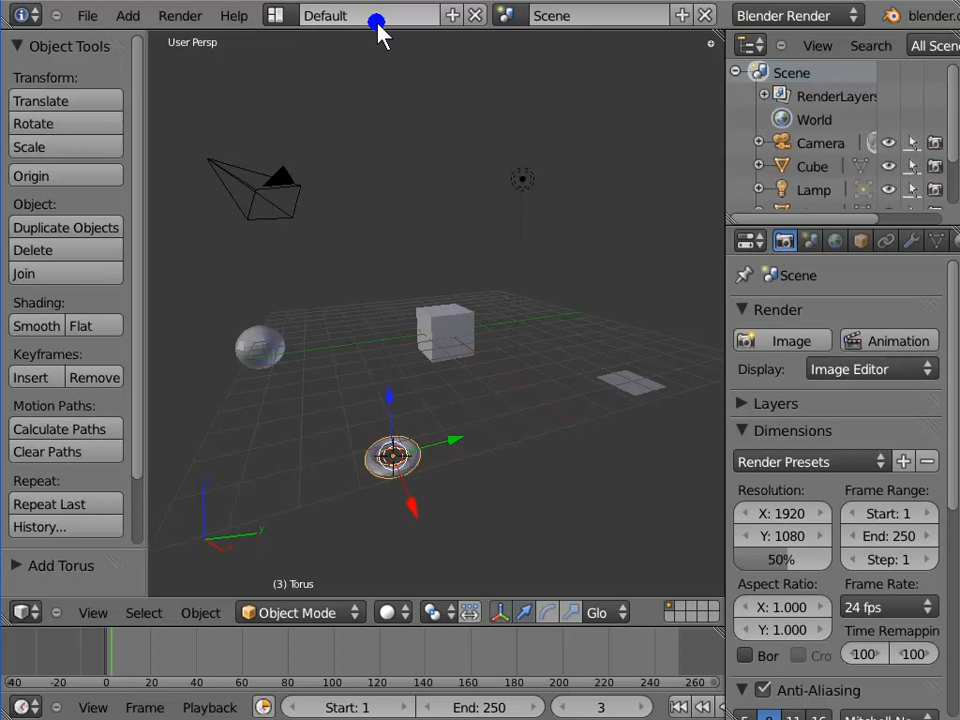 File Add Render Help Default Scene Blender Render blender.c
Object Tools
Transform:
Translate
Rotate
Scale
Origin
Object:
Duplicate Objects
Delete
Join
Shading:
Smooth Flat
Keyframes:
Insert Remove
Motion Paths:
Calculate Paths
Clear Paths
Repeat:
Repeat Last
History...
Add Torus
User Persp
z
y
x
(3) Torus
View Select Object Object Mode Glo
-40 -20 0 20 40 60 80 100 120 140 160 180 200 220 240 260
View Frame Playback Start: 1 End: 250 3
View Search All Scen
Scene
RenderLayers
World
Camera
Cube
Lamp
Scene
Render
Image Animation
Display: Image Editor
Layers
Dimensions
Render Presets
Resolution: Frame Range:
X: 1920 Start: 1
Y: 1080 End: 250
50% Step: 1
Aspect Ratio: Frame Rate:
X: 1.000 24 fps
Y: 1.000 Time Remappin
Bor Cro 100 100
Anti-Aliasing